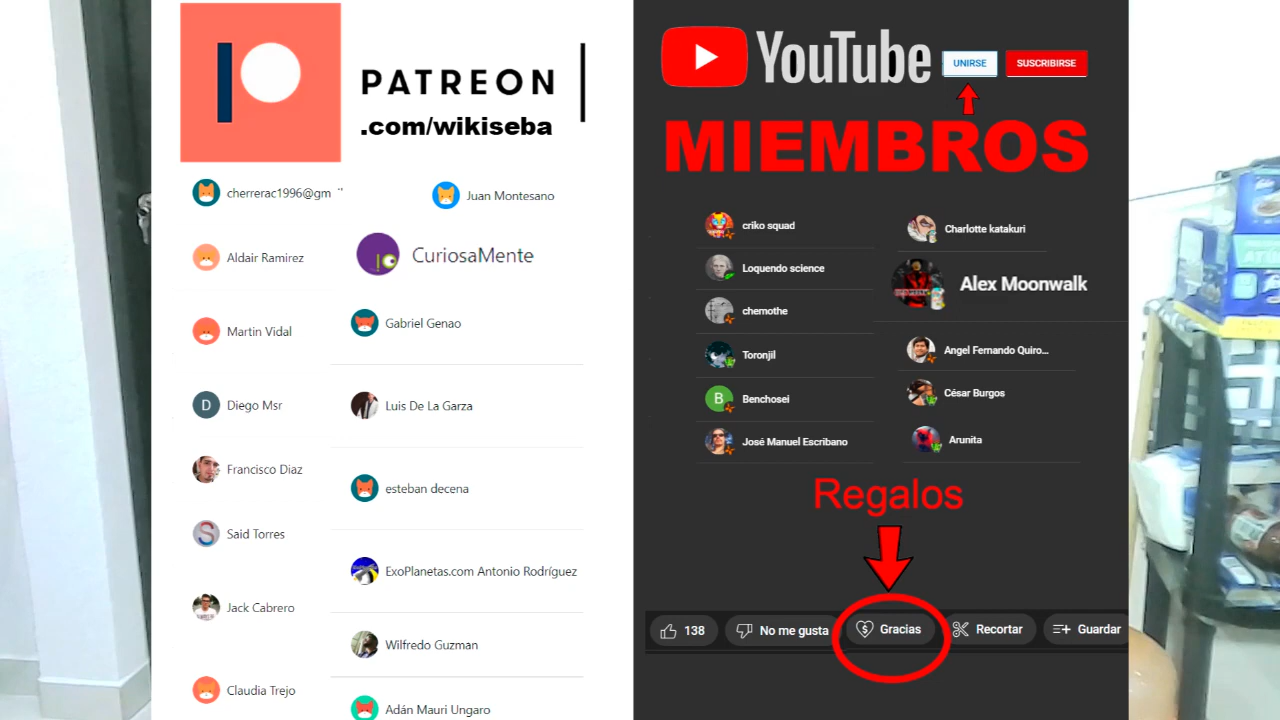 PATREON
.com/wikiseba
cherrerac1996@gm
Juan Montesano
Aldair Ramirez
CuriosaMente
Martin Vidal
Gabriel Genao
Diego Msr
Luis De La Garza
Francisco Diaz
esteban decena
Said Torres
ExoPlanetas.com Antonio Rodríguez
Jack Cabrero
Wilfredo Guzman
Claudia Trejo
Adán Mauri Ungaro
YouTube
UNIRSE
SUSCRIBIRSE
MIEMBROS
criko squad
Charlotte katakuri
Loquendo science
Alex Moonwalk
chemothe
Angel Fernando Quiro...
Toronjil
César Burgos
B Benchosei
Arunita
José Manuel Escribano
Regalos
138
No me gusta
Gracias
Recortar
Guardar